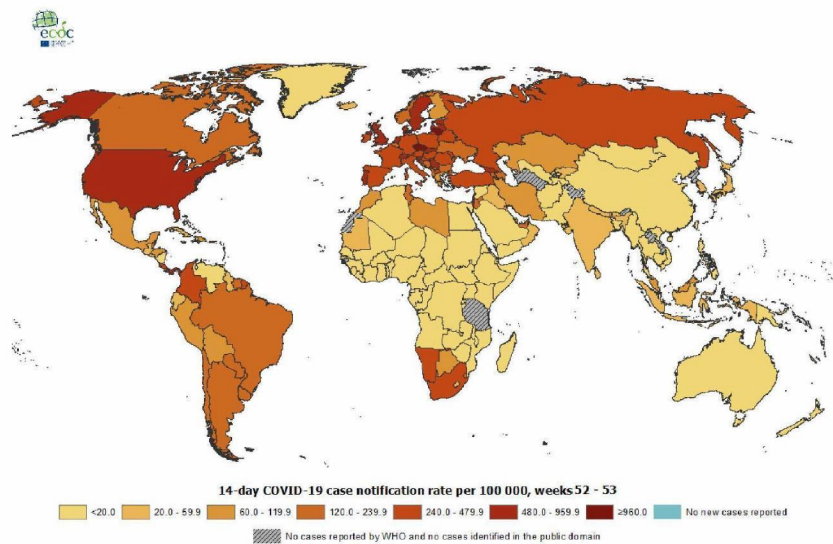 ecdc
14-day COVID-19 case notification rate per 100 000, weeks 52 - 53
<20.0 20.0 - 59.9 60.0 - 119.9 120.0 - 239.9 240.0 - 479.9 480.0 - 959.9 ≥960.0 No new cases reported
No cases reported by WHO and no cases identified in the public domain